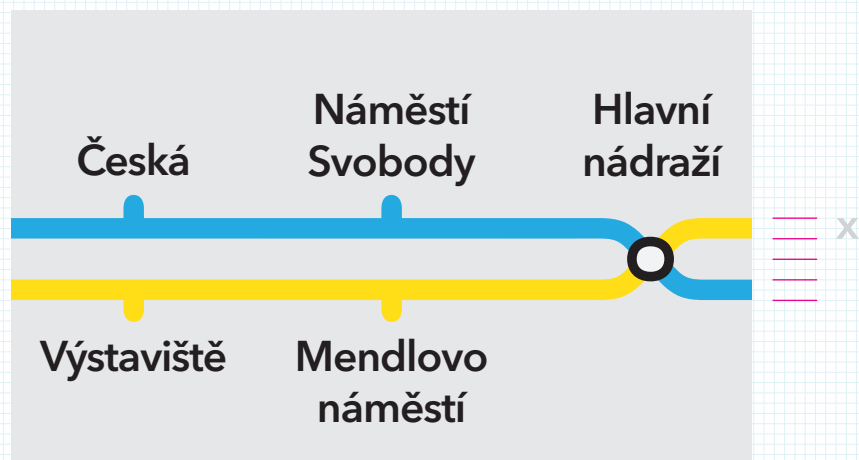 Česká
Náměstí
Svobody
Hlavní
nádraží
x
Výstaviště
Mendlovo
náměstí